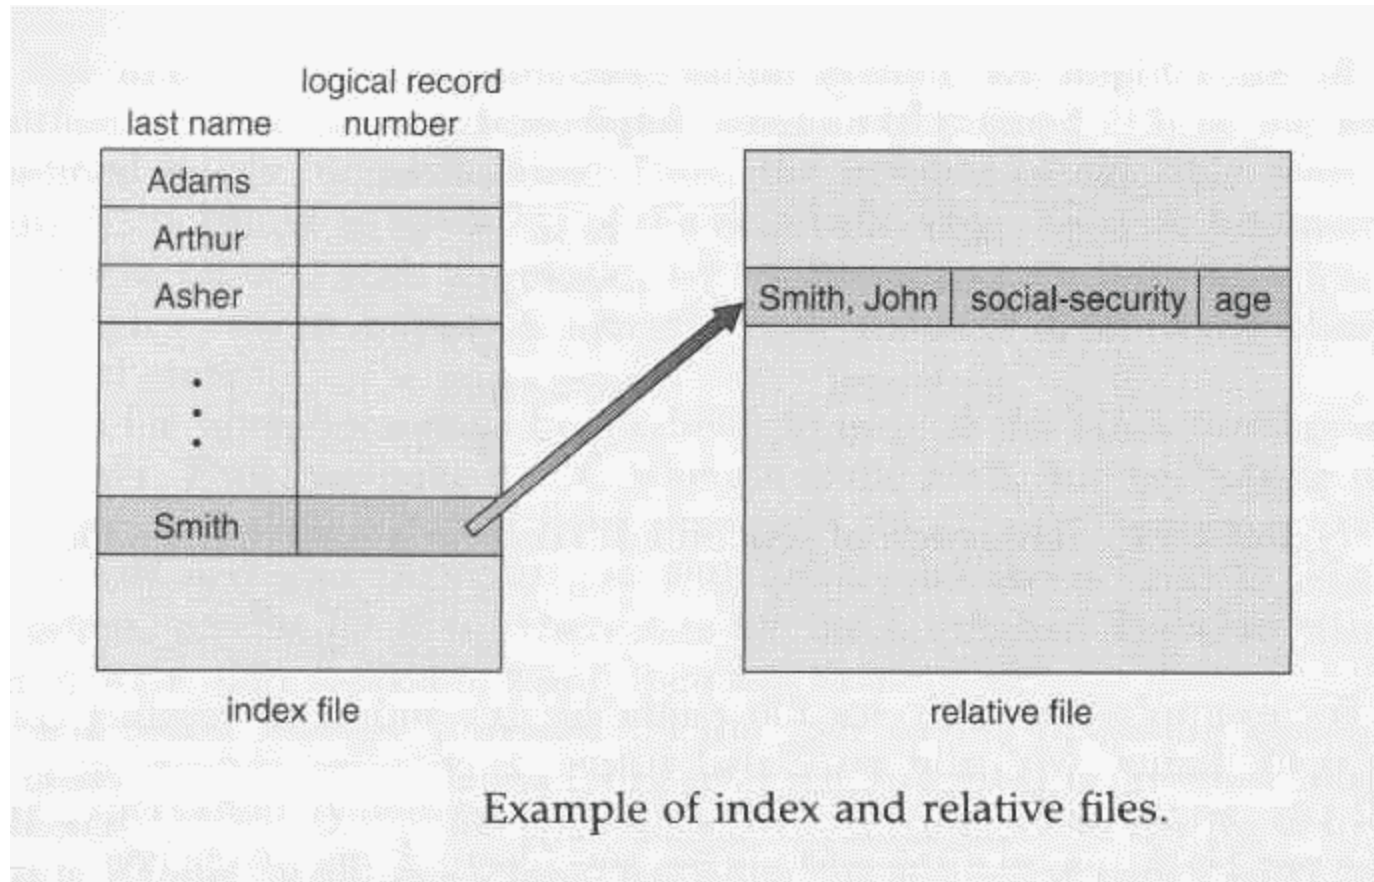 last name
logical record
number
Adams
Arthur
Asher
Smith
index file
Smith, John
social-security
age
relative file
Example of index and relative files.